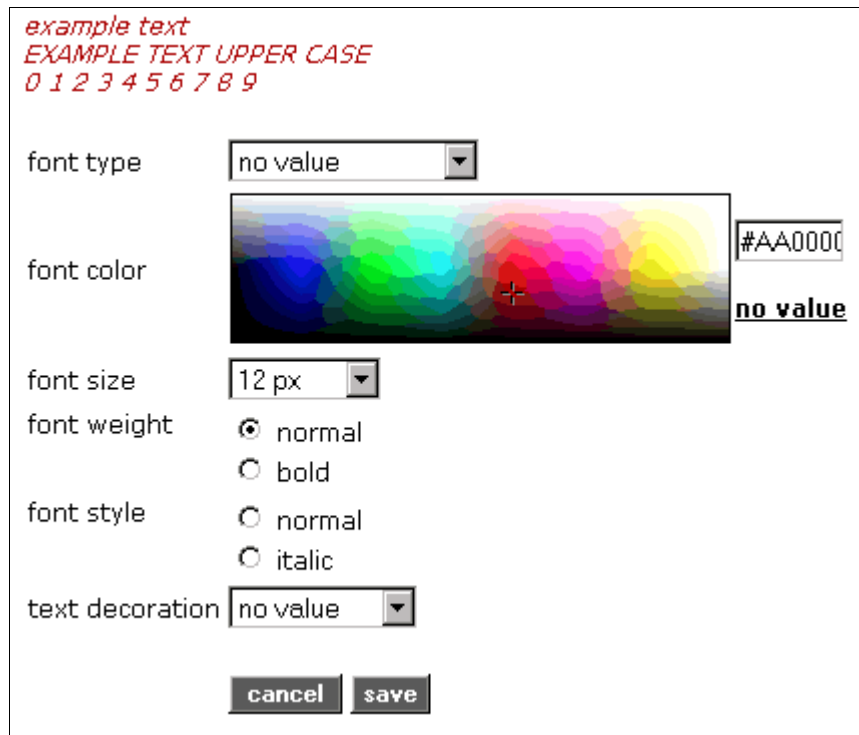 example text
EXAMPLE TEXT UPPER CASE
0 1 2 3 4 5 6 7 8 9
font type no value
font color #AA0000
no value
font size 12 px
font weight normal
bold
font style normal
italic
text decoration no value
cancel save